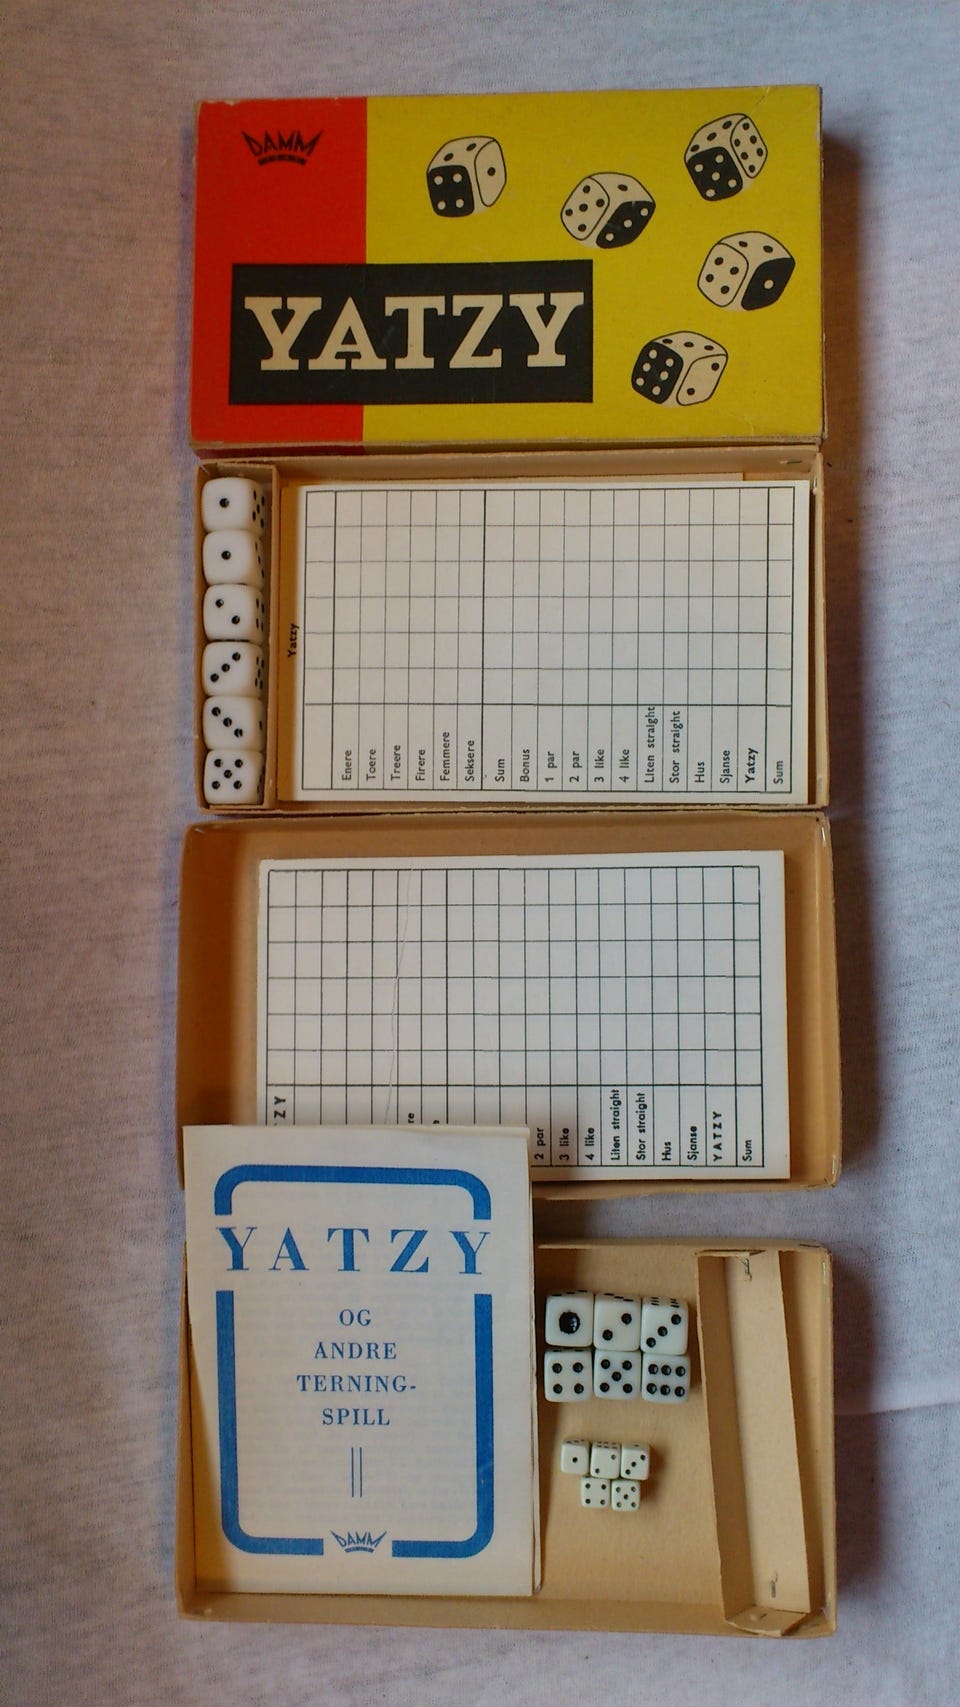 DAMM
YATZY
Yatzy
Enere
Toere
Treere
Firere
Femmere
Seksere
Sum
Bonus
1 par
2 par
3 like
4 like
Liten straight
Stor straight
Hus
Sjanse
Yatzy
Sum
ZY
re
e
2 par
3 like
4 like
Liten straight
Stor straight
Hus
Sjanse
YATZY
Sum
YATZY
OG
ANDRE
TERNING-
SPILL
DAMM